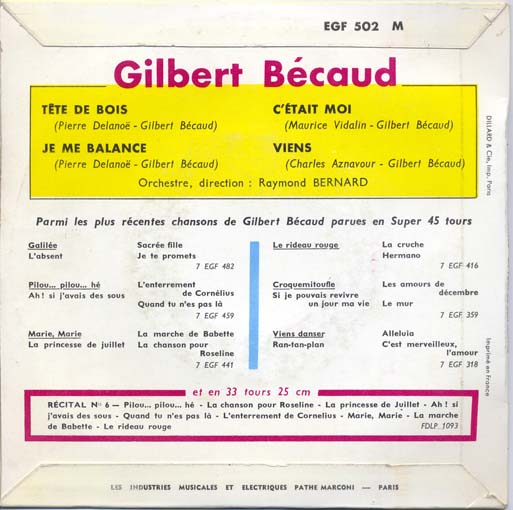 EGF 502 M
Gilbert Bécaud
TÊTE DE BOIS
(Pierre Delanoë - Gilbert Bécaud)
C'ÉTAIT MOI
(Maurice Vidalin - Gilbert Bécaud)
JE ME BALANCE
(Pierre Delanoë - Gilbert Bécaud)
VIENS
(Charles Aznavour - Gilbert Bécaud)
Orchestre, direction : Raymond BERNARD
DILLARD & Cie, Imp. Paris
Parmi les plus récentes chansons de Gilbert Bécaud parues en Super 45 tours
Galilée
L'absent
Sacrée fille
Je te promets
7 EGF 482
Pilou... pilou... hé
Ah ! si j'avais des sous
L'enterrement
de Cornélius
Quand tu n'es pas là
7 EGF 459
Marie, Marie
La princesse de juillet
La marche de Babette
La chanson pour
Roseline
7 EGF 441
Le rideau rouge
La cruche
Hermano
7 EGF 416
Croquemitoufle
Si je pouvais revivre
un jour ma vie
Les amours de
décembre
Le mur
7 EGF 359
Viens danser
Ran-tan-plan
Alleluia
C'est merveilleux,
l'amour
7 EGF 318
Imprimé en France
et en 33 tours 25 cm
RÉCITAL N° 6 — Pilou... pilou... hé - La chanson pour Roseline - La princesse de Juillet - Ah ! si
j'avais des sous - Quand tu n'es pas là - L'enterrement de Cornelius - Marie, Marie - La marche
de Babette - Le rideau rouge
FDLP 1093
LES INDUSTRIES MUSICALES ET ELECTRIQUES PATHE MARCONI — PARIS